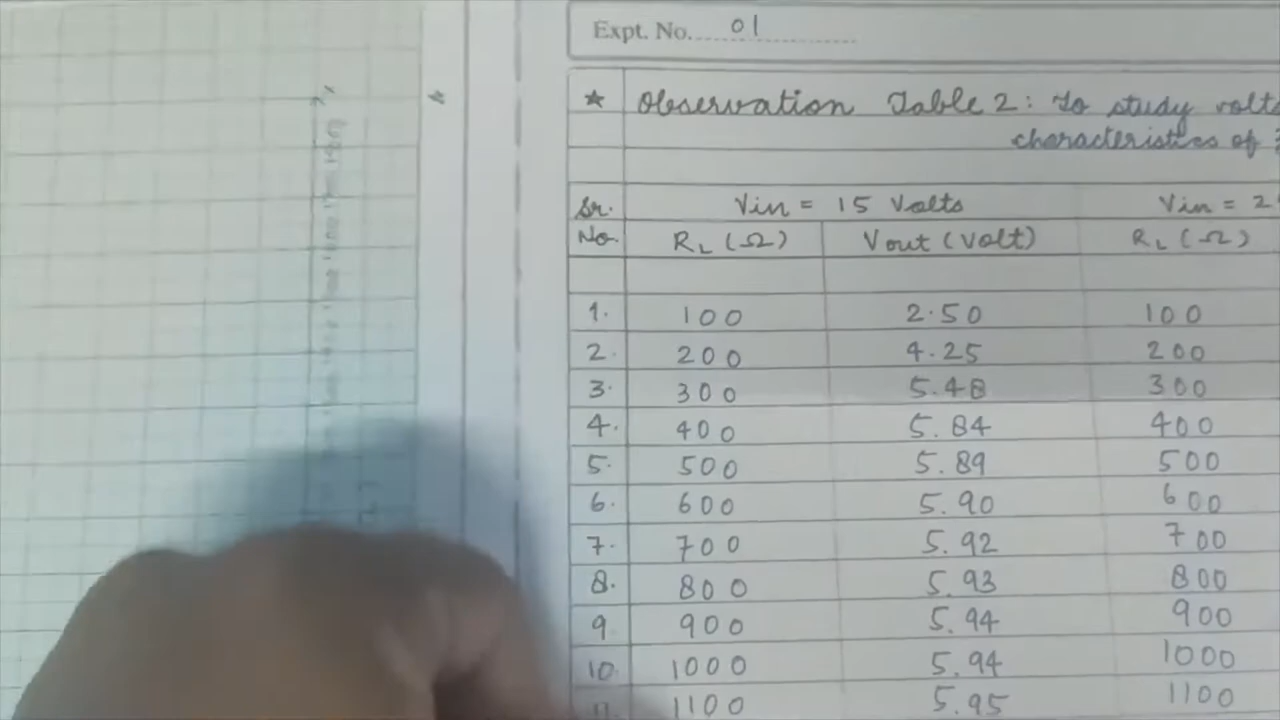 Expt. No. 01
★ Observation Table 2: To study
characteristics of
Sr. No. Vin = 15 Volts Vin = 2
RL (Ω) Vout (Volt) RL (Ω)
1. 100 2.50 100
2. 200 4.25 200
3. 300 5.48 300
4. 400 5.84 400
5. 500 5.89 500
6. 600 5.90 600
7. 700 5.92 700
8. 800 5.93 800
9 900 5.94 900
10. 1000 5.94 1000
1100 5.95 1100